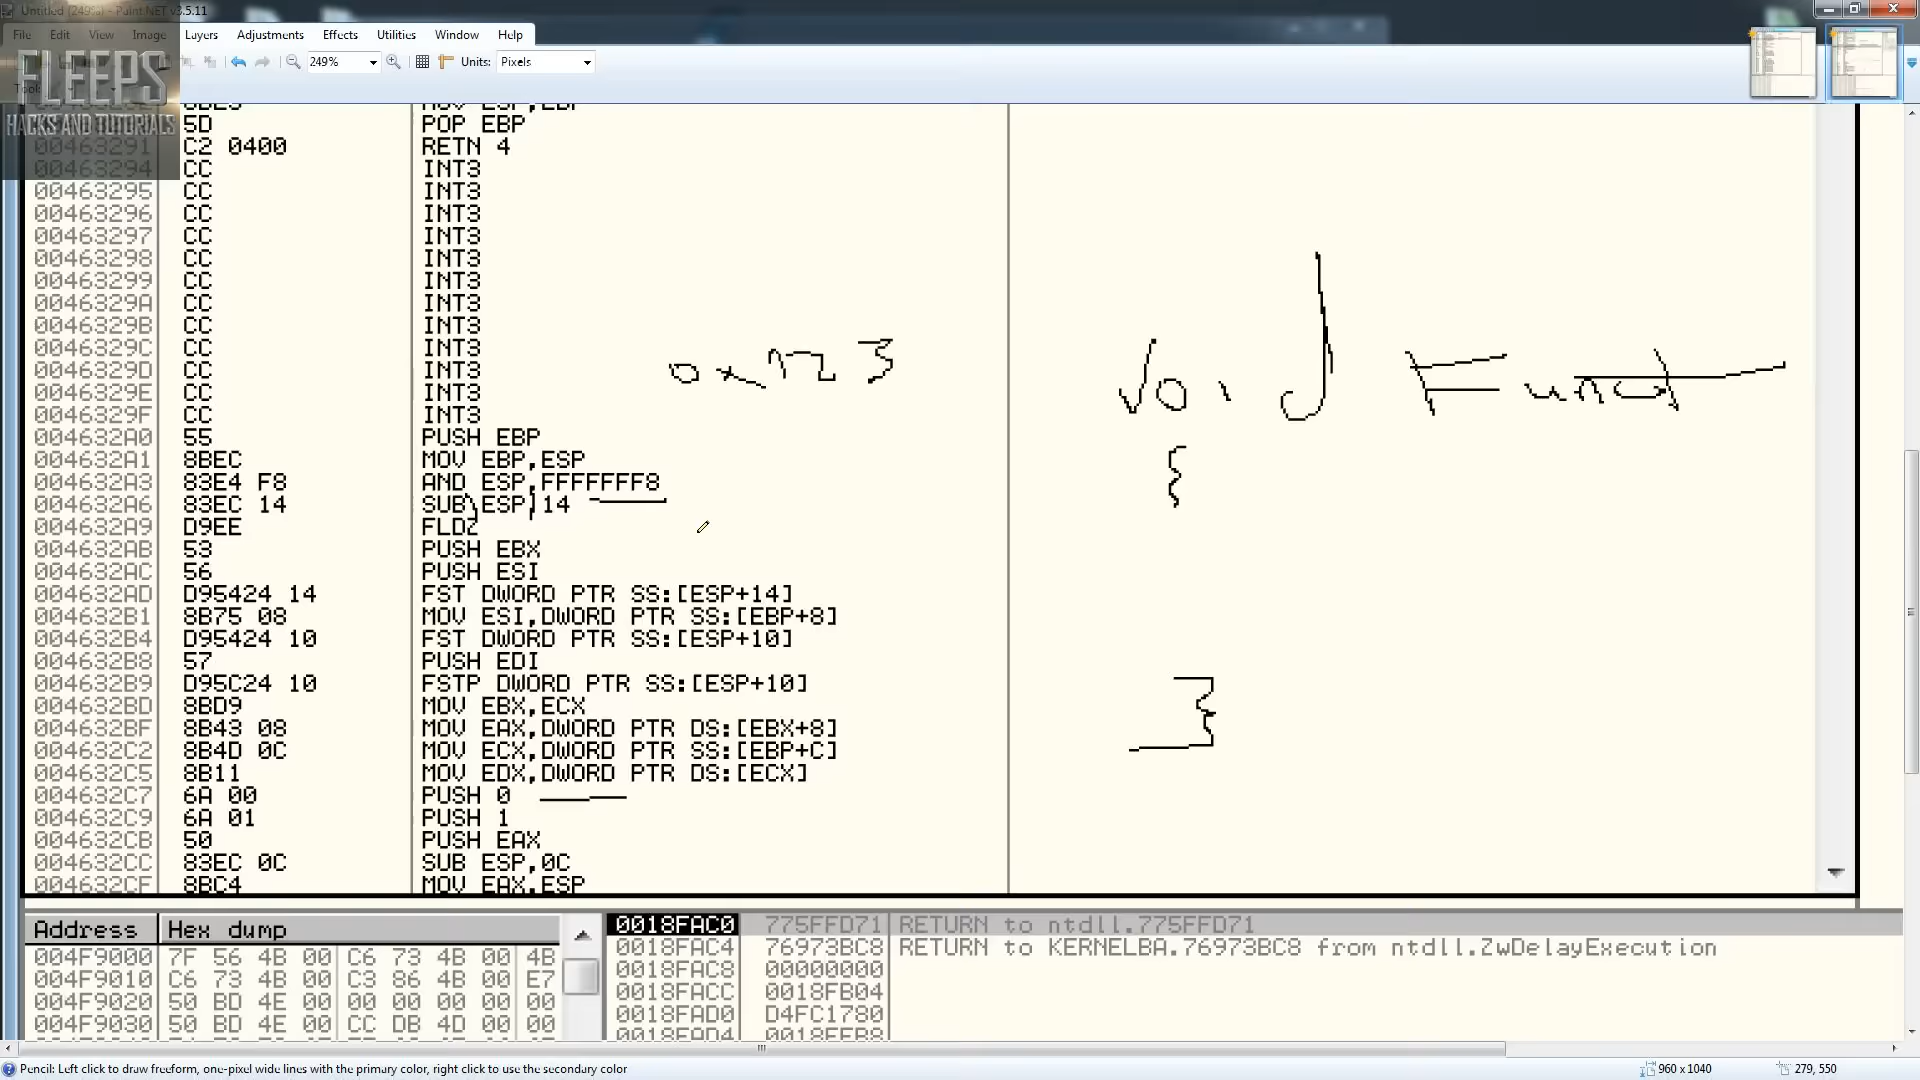 Untitled (249%) - Paint.NET v3.5.11
File Edit View Image Layers Adjustments Effects Utilities Window Help
249% Units: Pixels
Tool:
FLEEPS
HACKS AND TUTORIALS
MOV ESP,EBP
5D POP EBP
00463291 C2 0400 RETN 4
00463294 CC INT3
00463295 CC INT3
00463296 CC INT3
00463297 CC INT3
00463298 CC INT3
00463299 CC INT3
0046329A CC INT3
0046329B CC INT3
0046329C CC INT3
0046329D CC INT3
0046329E CC INT3
0046329F CC INT3
004632A0 55 PUSH EBP
004632A1 8BEC MOV EBP,ESP
004632A3 83E4 F8 AND ESP,FFFFFFF8
004632A6 83EC 14 SUB ESP,14
004632A9 D9EE FLDZ
004632AB 53 PUSH EBX
004632AC 56 PUSH ESI
004632AD D95424 14 FST DWORD PTR SS:[ESP+14]
004632B1 8B75 08 MOV ESI,DWORD PTR SS:[EBP+8]
004632B4 D95424 10 FST DWORD PTR SS:[ESP+10]
004632B8 57 PUSH EDI
004632B9 D95C24 10 FSTP DWORD PTR SS:[ESP+10]
004632BD 8BD9 MOV EBX,ECX
004632BF 8B43 08 MOV EAX,DWORD PTR DS:[EBX+8]
004632C2 8B4D 0C MOV ECX,DWORD PTR SS:[EBP+C]
004632C5 8B11 MOV EDX,DWORD PTR DS:[ECX]
004632C7 6A 00 PUSH 0
004632C9 6A 01 PUSH 1
004632CB 50 PUSH EAX
004632CC 83EC 0C SUB ESP,0C
004632CF 8BC4 MOV EAX,ESP
Void Funct
{
}
Address Hex dump
004F9000 7F 56 4B 00 C6 73 4B 00 4B
004F9010 C6 73 4B 00 C3 86 4B 00 E7
004F9020 50 BD 4E 00 00 00 00 00 00
004F9030 50 BD 4E 00 CC DB 4D 00 00
0018FAC0 775FFD71 RETURN to ntdll.775FFD71
0018FAC4 76973BC8 RETURN to KERNELBA.76973BC8 from ntdll.ZwDelayExecution
0018FAC8 00000000
0018FACC 0018FB04
0018FAD0 D4FC1780
0018FAD4 0018FFB8
Pencil: Left click to draw freeform, one-pixel wide lines with the primary color, right click to use the secondary color
960 x 1040 279, 550